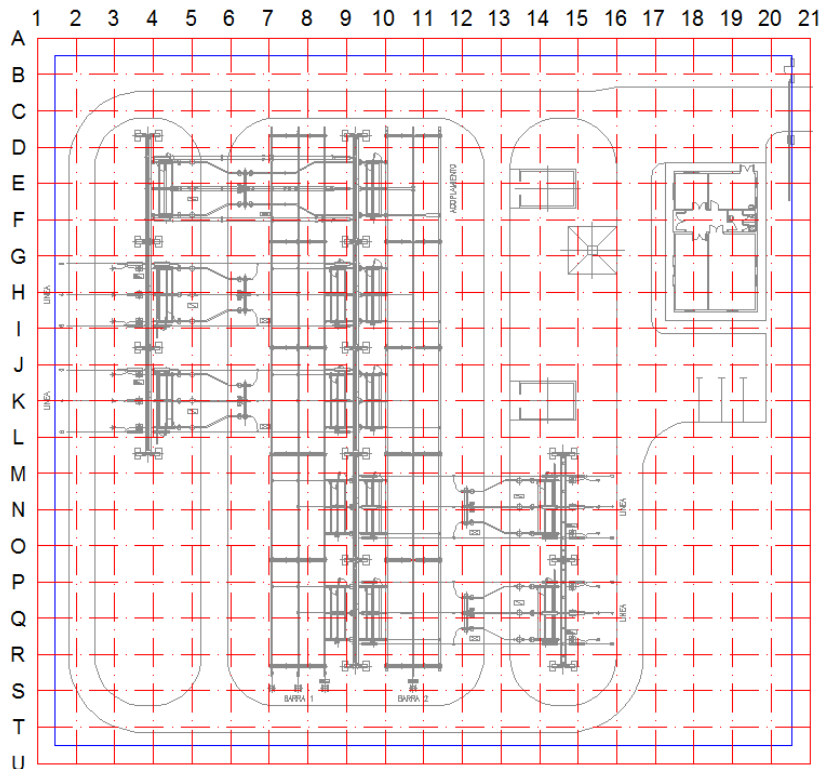 1 2 3 4 5 6 7 8 9 10 11 12 13 14 15 16 17 18 19 20 21
A
B
C
D
E
ACOPLAMIENTO
F
G
H
LINEA
I
J
K
LINEA
L
M
N
LINEA
O
P
Q
LINEA
R
S
BARRA 1
BARRA 2
T
U